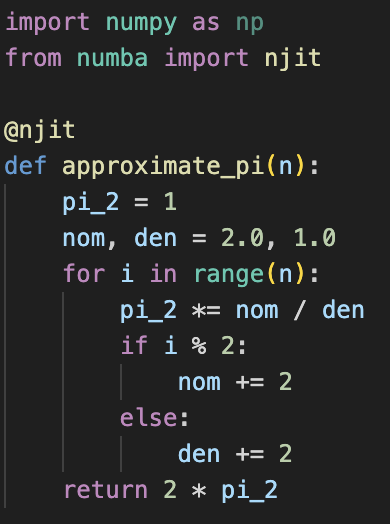 import numpy as np
from numba import njit

@njit
def approximate_pi(n):
    pi_2 = 1
    nom, den = 2.0, 1.0
    for i in range(n):
        pi_2 *= nom / den
        if i % 2:
            nom += 2
        else:
            den += 2
    return 2 * pi_2